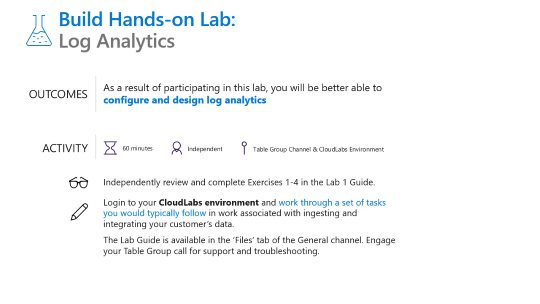 Build Hands-on Lab:
Log Analytics
OUTCOMES
As a result of participating in this lab, you will be better able to
configure and design log analytics
ACTIVITY
60 minutes
Independent
Table Group Channel & CloudLabs Environment
Independently review and complete Exercises 1-4 in the Lab 1 Guide.
Login to your CloudLabs environment and work through a set of tasks
you would typically follow in work associated with ingesting and
integrating your customer's data.
The Lab Guide is available in the 'Files' tab of the General channel. Engage
your Table Group call for support and troubleshooting.